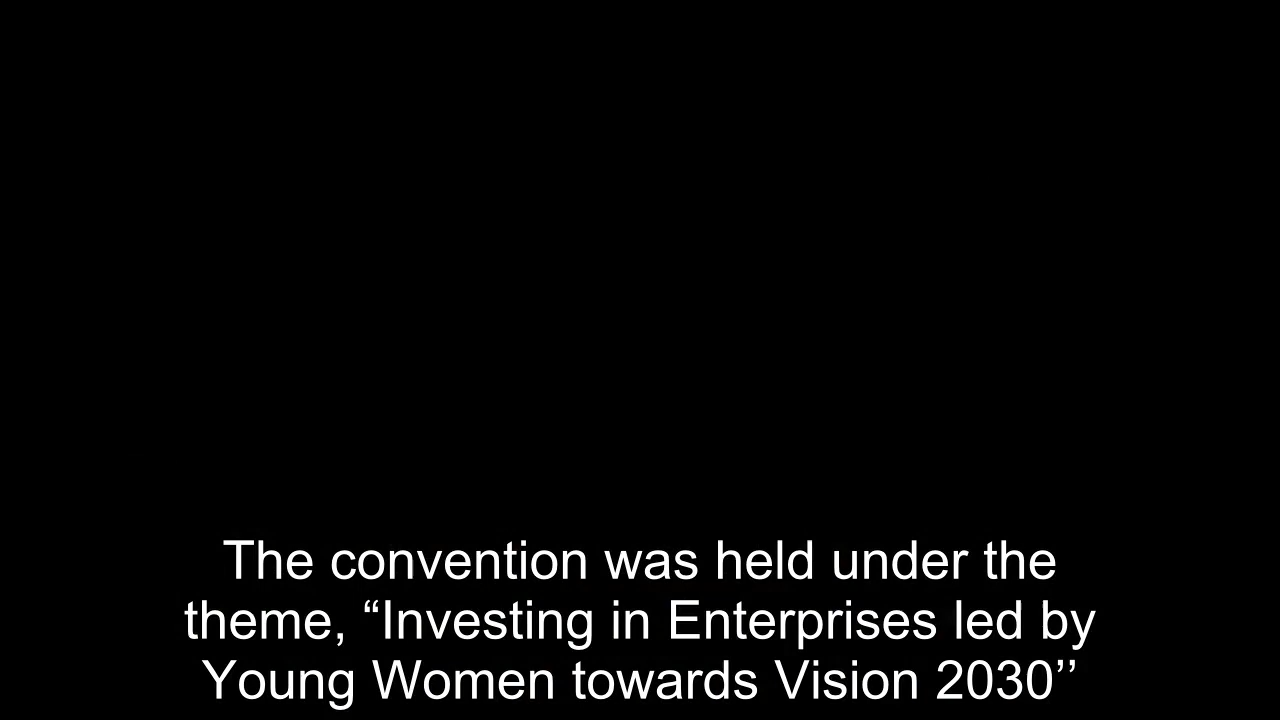 The convention was held under the
theme, “Investing in Enterprises led by
Young Women towards Vision 2030’’